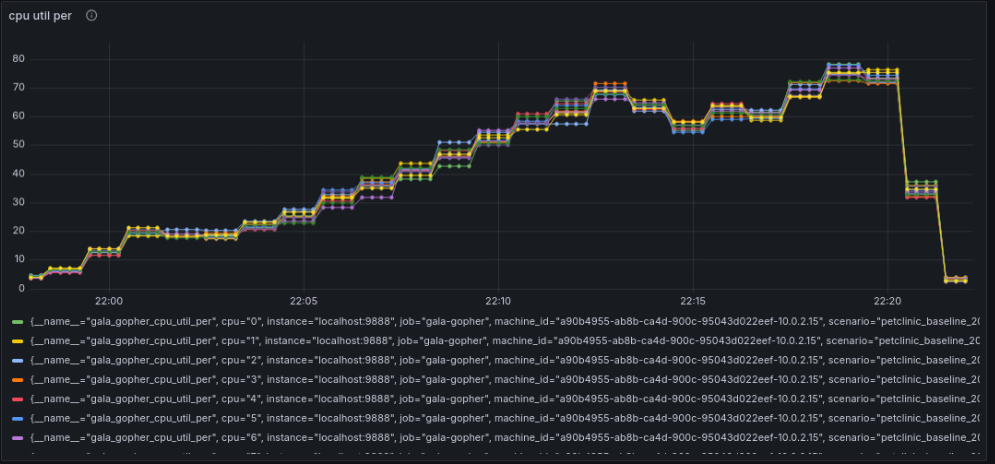 cpu util per
80
70
60
50
40
30
20
10
0
22:00 22:05 22:10 22:15 22:20
{__name__="gala_gopher_cpu_util_per", cpu="0", instance="localhost:9888", job="gala-gopher", machine_id="a90b4955-ab8b-ca4d-900c-95043d022eef-10.0.2.15", scenario="petclinic_baseline_20
{__name__="gala_gopher_cpu_util_per", cpu="1", instance="localhost:9888", job="gala-gopher", machine_id="a90b4955-ab8b-ca4d-900c-95043d022eef-10.0.2.15", scenario="petclinic_baseline_20
{__name__="gala_gopher_cpu_util_per", cpu="2", instance="localhost:9888", job="gala-gopher", machine_id="a90b4955-ab8b-ca4d-900c-95043d022eef-10.0.2.15", scenario="petclinic_baseline_20
{__name__="gala_gopher_cpu_util_per", cpu="3", instance="localhost:9888", job="gala-gopher", machine_id="a90b4955-ab8b-ca4d-900c-95043d022eef-10.0.2.15", scenario="petclinic_baseline_20
{__name__="gala_gopher_cpu_util_per", cpu="4", instance="localhost:9888", job="gala-gopher", machine_id="a90b4955-ab8b-ca4d-900c-95043d022eef-10.0.2.15", scenario="petclinic_baseline_20
{__name__="gala_gopher_cpu_util_per", cpu="5", instance="localhost:9888", job="gala-gopher", machine_id="a90b4955-ab8b-ca4d-900c-95043d022eef-10.0.2.15", scenario="petclinic_baseline_20
{__name__="gala_gopher_cpu_util_per", cpu="6", instance="localhost:9888", job="gala-gopher", machine_id="a90b4955-ab8b-ca4d-900c-95043d022eef-10.0.2.15", scenario="petclinic_baseline_20